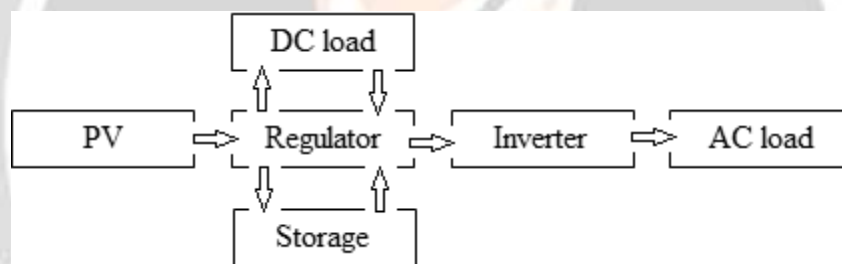 DC load
PV
Regulator
Inverter
AC load
Storage